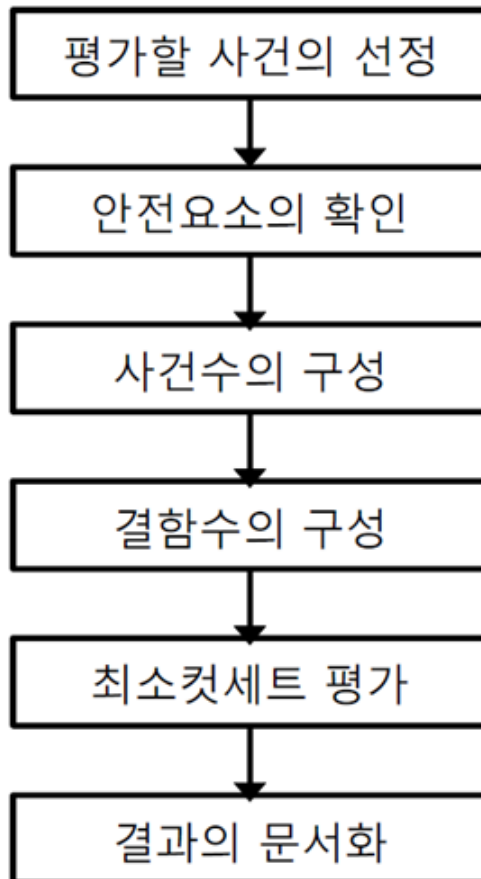 평가할 사건의 선정
안전요소의 확인
사건수의 구성
결함수의 구성
최소컷세트 평가
결과의 문서화